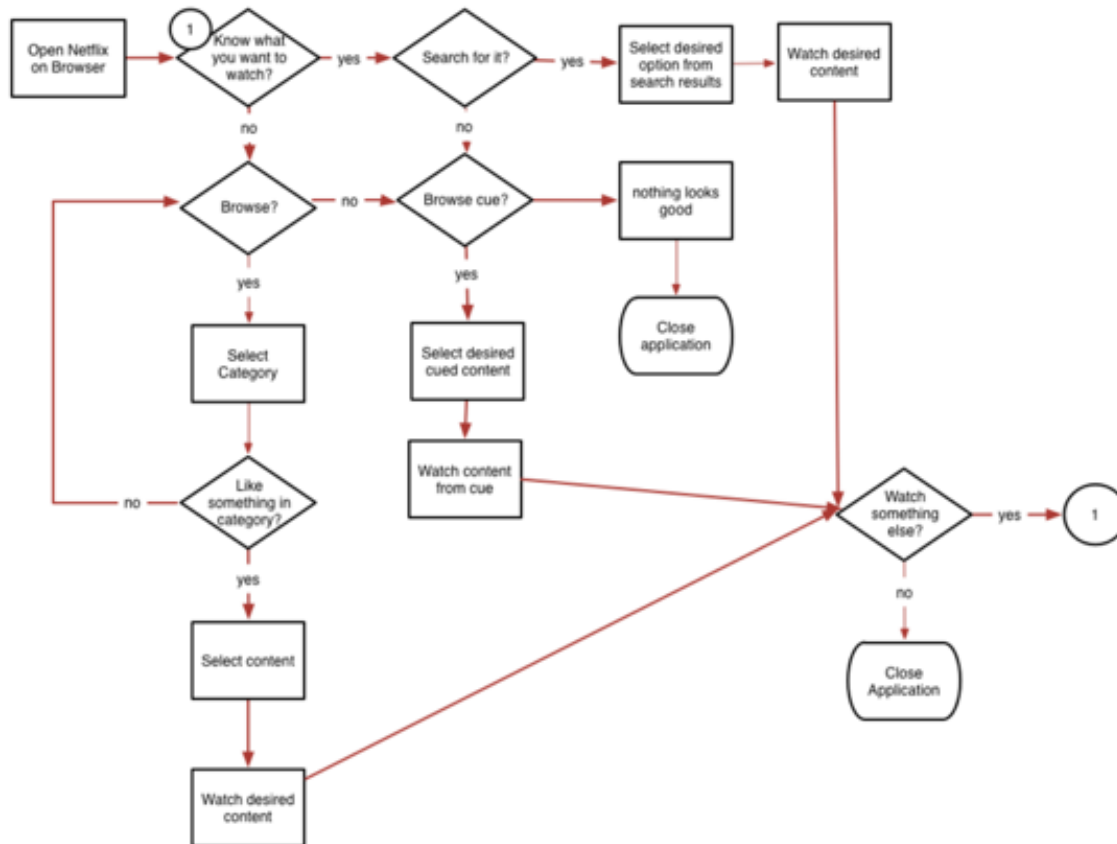 1
Open Netflix
on Browser
Know what
you want to
watch?
yes
Search for it?
yes
Select desired
option from
search results
Watch desired
content
no
no
Browse?
no
Browse cue?
nothing looks
good
yes
yes
Close
application
Select
Category
Select desired
cued content
Like
something in
category?
no
Watch content
from cue
Watch
something
else?
yes
1
yes
no
Select content
Close
Application
Watch desired
content